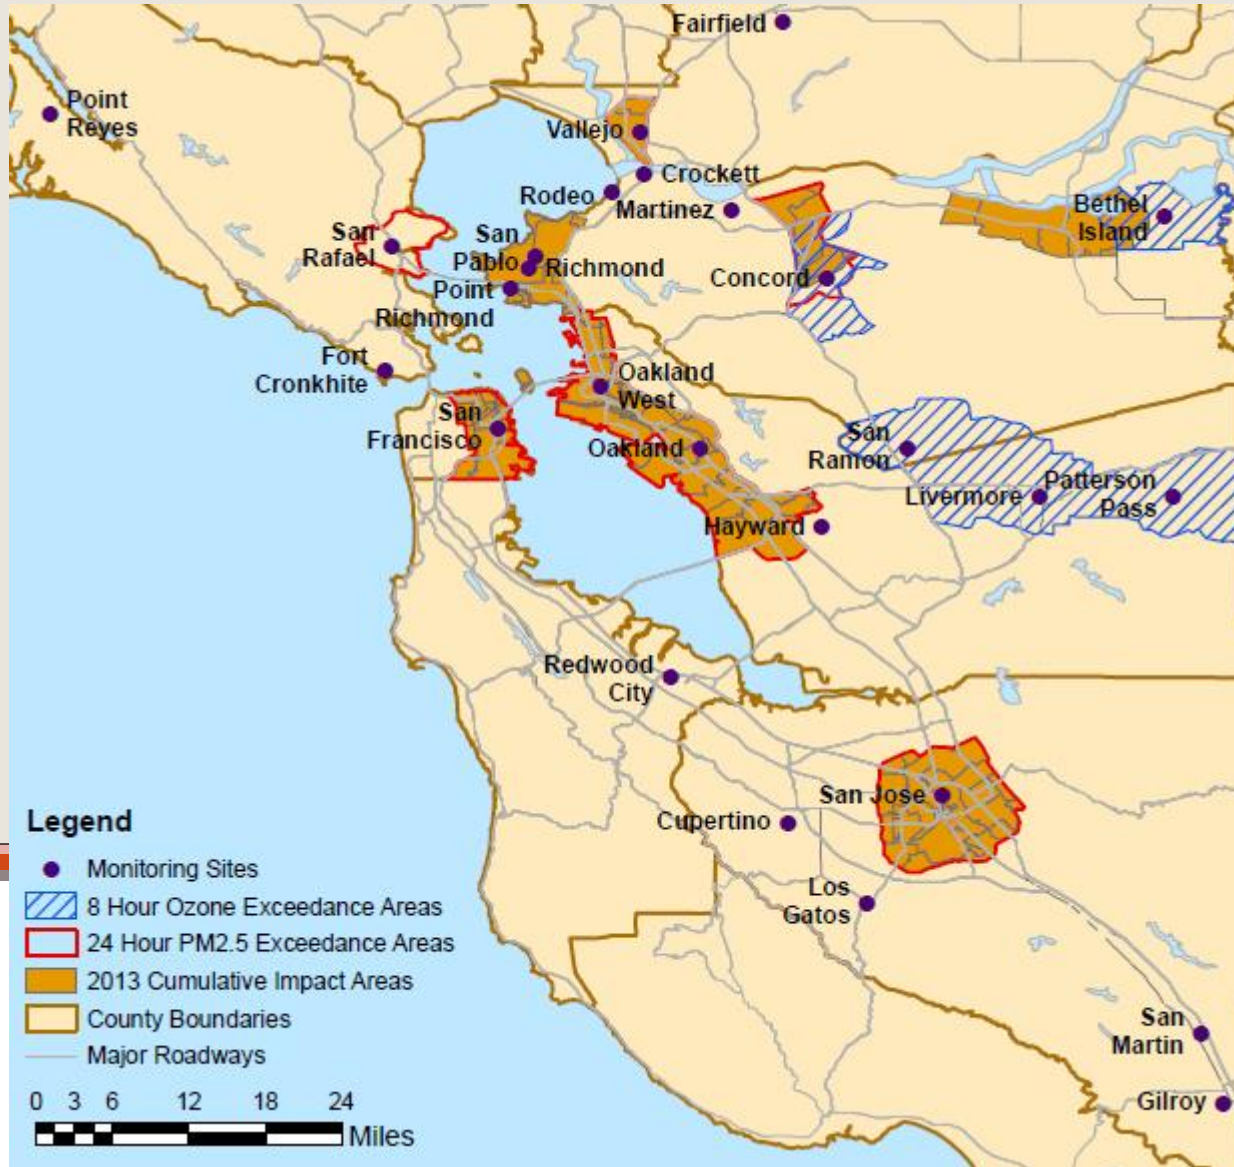 Fairfield
Point
Reyes
Vallejo
Crockett
Rodeo
Martinez
Bethel
Island
San
Rafael
San
Pablo
Richmond
Point
Richmond
Concord
Fort
Cronkhite
Oakland
West
San
Francisco
Oakland
San
Ramon
Livermore
Patterson
Pass
Hayward
Redwood
City
San Jose
Cupertino
Los
Gatos
San
Martin
Gilroy
Legend
Monitoring Sites
8 Hour Ozone Exceedance Areas
24 Hour PM2.5 Exceedance Areas
2013 Cumulative Impact Areas
County Boundaries
Major Roadways
0 3 6 12 18 24
Miles